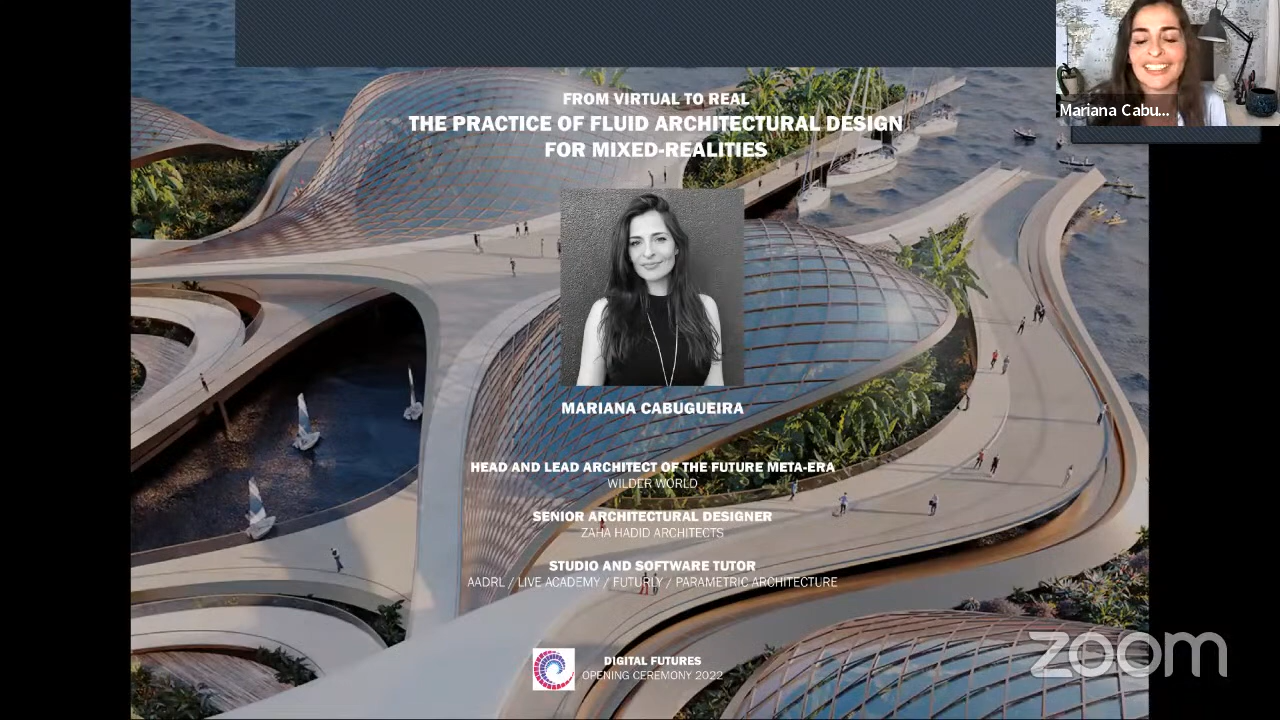 FROM VIRTUAL TO REAL
THE PRACTICE OF FLUID ARCHITECTURAL DESIGN
FOR MIXED-REALITIES
Mariana Cabu...
MARIANA CABUGUEIRA
HEAD AND LEAD ARCHITECT OF THE FUTURE META-ERA
WILDER WORLD
SENIOR ARCHITECTURAL DESIGNER
ZAHA HADID ARCHITECTS
STUDIO AND SOFTWARE TUTOR
AADRL / LIVE ACADEMY / FUTURLY / PARAMETRIC ARCHITECTURE
DIGITAL FUTURES
OPENING CEREMONY 2022
zoom